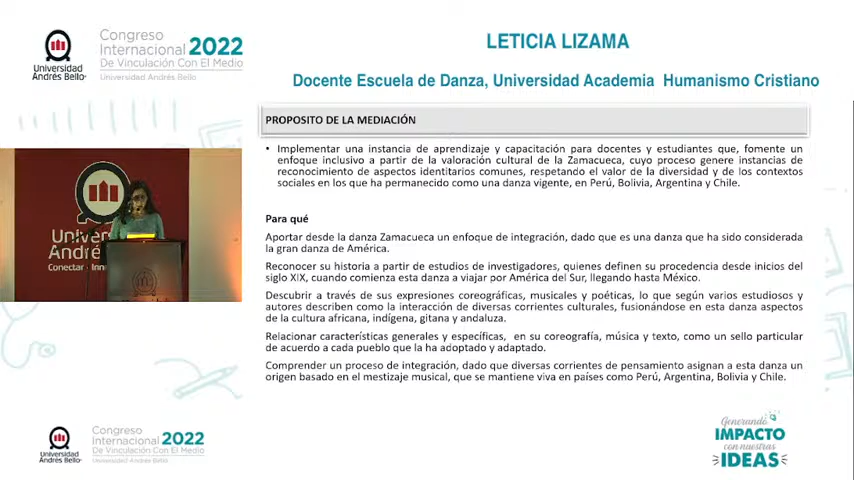 Congreso
Internacional 2022
De Vinculación Con El Medio
Universidad Andrés Bello
Universidad
Andrés Bello
LETICIA LIZAMA
Docente Escuela de Danza, Universidad Academia Humanismo Cristiano
PROPOSITO DE LA MEDIACIÓN
• Implementar una instancia de aprendizaje y capacitación para docentes y estudiantes que, fomente un
enfoque inclusivo a partir de la valoración cultural de la Zamacueca, cuyo proceso genere instancias de
reconocimiento de aspectos identitarios comunes, respetando el valor de la diversidad y de los contextos
sociales en los que ha permanecido como una danza vigente, en Perú, Bolivia, Argentina y Chile.
Para qué
Aportar desde la danza Zamacueca un enfoque de integración, dado que es una danza que ha sido considerada
la gran danza de América.
Reconocer su historia a partir de estudios de investigadores, quienes definen su procedencia desde inicios del
siglo XIX, cuando comienza esta danza a viajar por América del Sur, llegando hasta México.
Descubrir a través de sus expresiones coreográficas, musicales y poéticas, lo que según varios estudiosos y
autores describen como la interacción de diversas corrientes culturales, fusionándose en esta danza aspectos
de la cultura africana, indígena, gitana y andaluza.
Relacionar características generales y específicas, en su coreografía, música y texto, como un sello particular
de acuerdo a cada pueblo que la ha adoptado y adaptado.
Comprender un proceso de integración, dado que diversas corrientes de pensamiento asignan a esta danza un
origen basado en el mestizaje musical, que se mantiene viva en países como Perú, Argentina, Bolivia y Chile.
Unive
André
Conectar
Universidad
Andrés Bello
Congreso
Internacional 2022
De Vinculación Con El Medio
Universidad Andrés Bello
Generando
IMPACTO
con nuestras
IDEAS